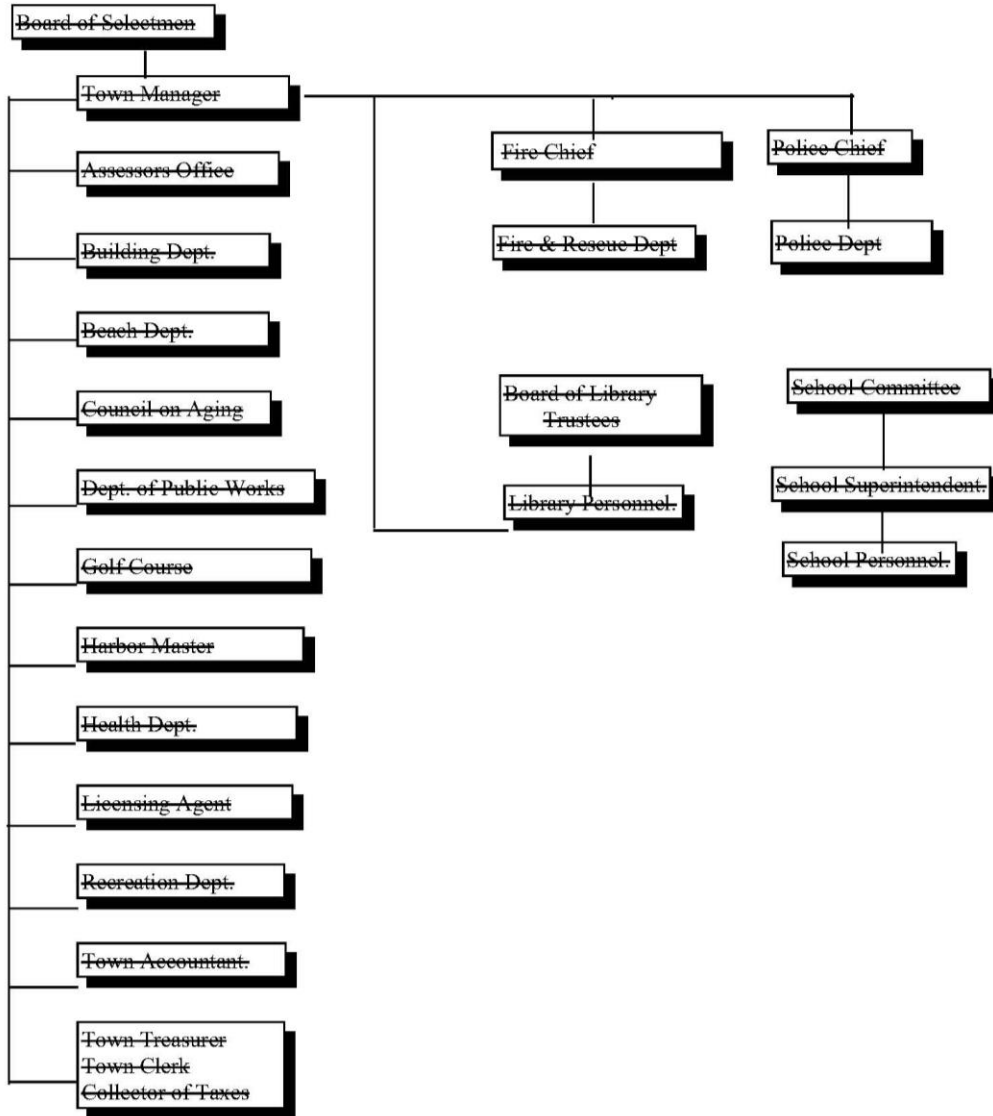 Board of Selectmen
Town Manager
Fire Chief
Police Chief
Assessors Office
Fire & Rescue Dept
Police Dept
Building Dept.
Beach Dept.
Council on Aging
Board of Library
Trustees
School Committee
Dept. of Public Works
Library Personnel.
School Superintendent.
Golf Course
School Personnel.
Harbor Master
Health Dept.
Licensing Agent
Recreation Dept.
Town Accountant.
Town Treasurer
Town Clerk
Collector of Taxes